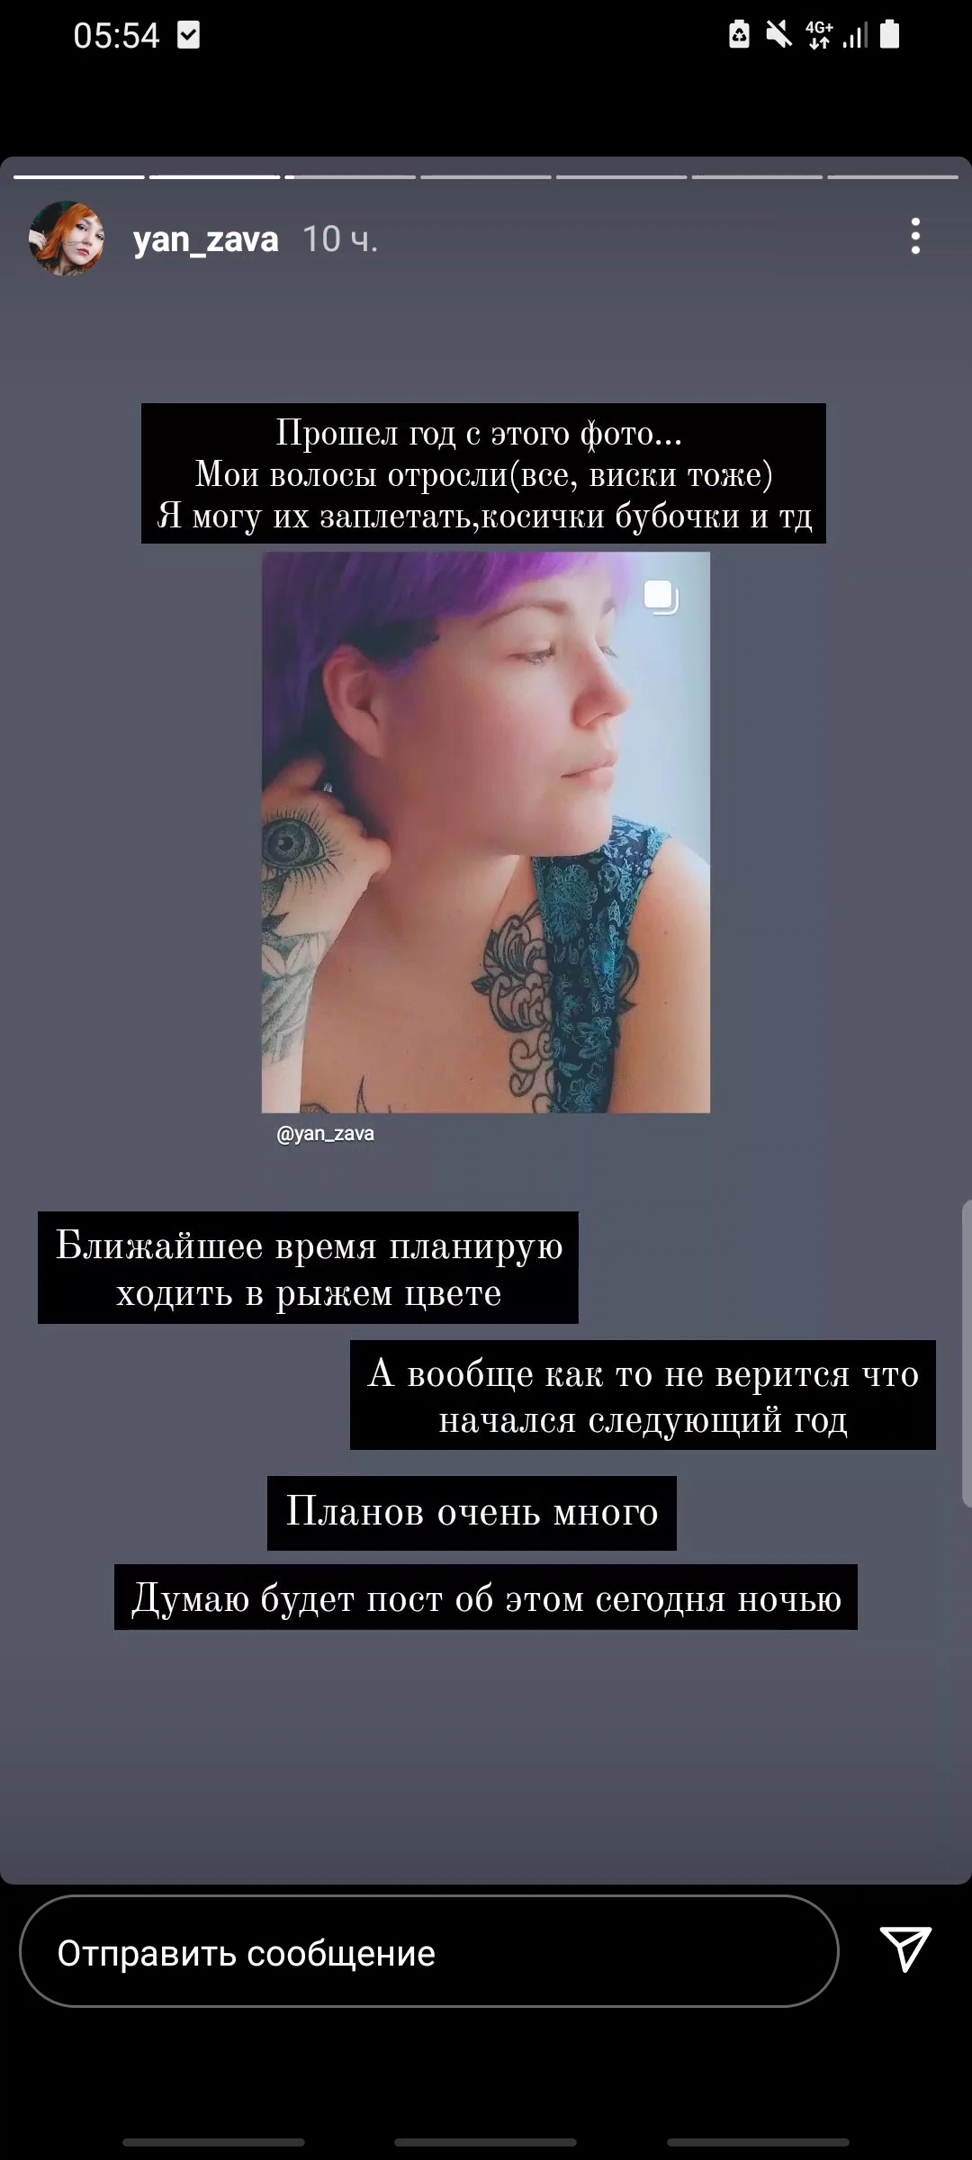 05:54
4G+
yan_zava 10 ч.
Прошел год с этого фото...
Мои волосы отросли(все, виски тоже)
Я могу их заплетать,косички бубочки и тд
@yan_zava
Ближайшее время планирую
ходить в рыжем цвете
А вообще как то не верится что
начался следующий год
Планов очень много
Думаю будет пост об этом сегодня ночью
Отправить сообщение